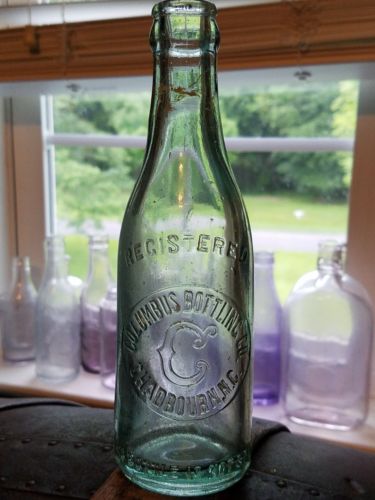 REGISTERED
COLUMBUS BOTTLING CO.
C
CHADBOURN, N.C.